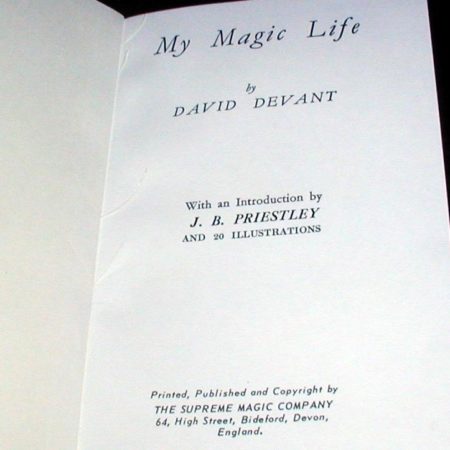 My Magic Life
by
DAVID DEVANT
With an Introduction by
J. B. PRIESTLEY
AND 20 ILLUSTRATIONS
Printed, Published and Copyright by
THE SUPREME MAGIC COMPANY
64, High Street, Bideford, Devon,
England.